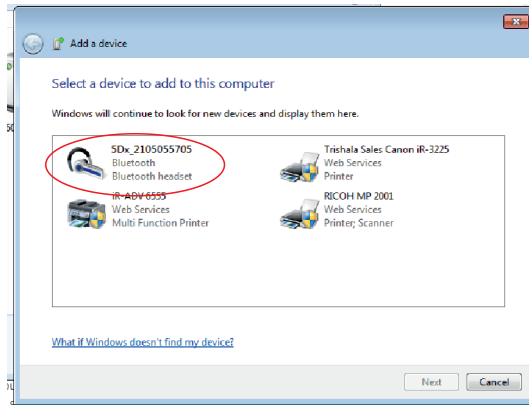 Add a device
Select a device to add to this computer
Windows will continue to look for new devices and display them here.
5Dx_2105055705
Bluetooth
Bluetooth headset
Trishala Sales Canon iR-3225
Web Services
Printer
iR-ADV 6555
Web Services
Multi Function Printer
RICOH MP 2001
Web Services
Printer; Scanner
What if Windows doesn't find my device?
Next
Cancel